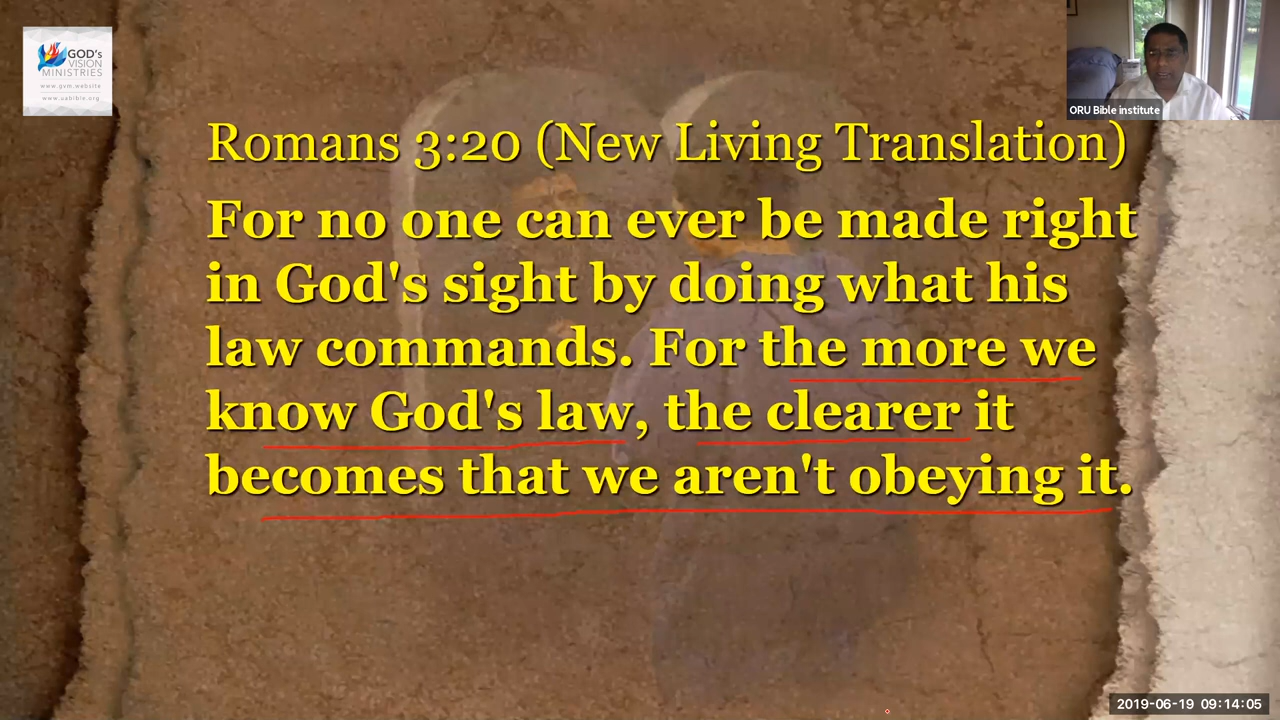 GOD's
VISION
MINISTRIES
www.gvm.website
www.uabible.org
ORU Bible institute
Romans 3:20 (New Living Translation)
For no one can ever be made right
in God's sight by doing what his
law commands. For the more we
know God's law, the clearer it
becomes that we aren't obeying it.
2019-06-19 09:14:05